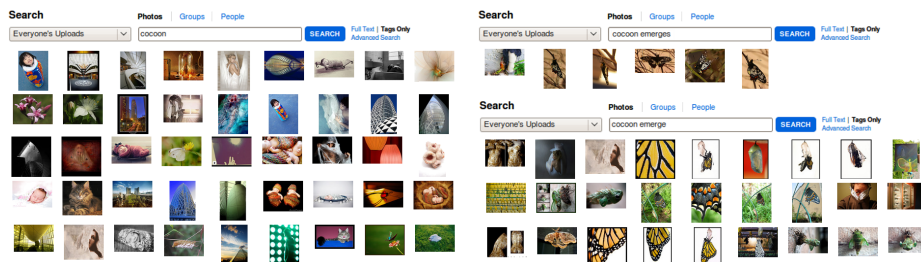 Search
Photos Groups People
Everyone's Uploads cocoon SEARCH Full Text | Tags Only
Advanced Search
Search
Photos Groups People
Everyone's Uploads cocoon emerges SEARCH Full Text | Tags Only
Advanced Search
Search
Photos Groups People
Everyone's Uploads cocoon emerge SEARCH Full Text | Tags Only
Advanced Search